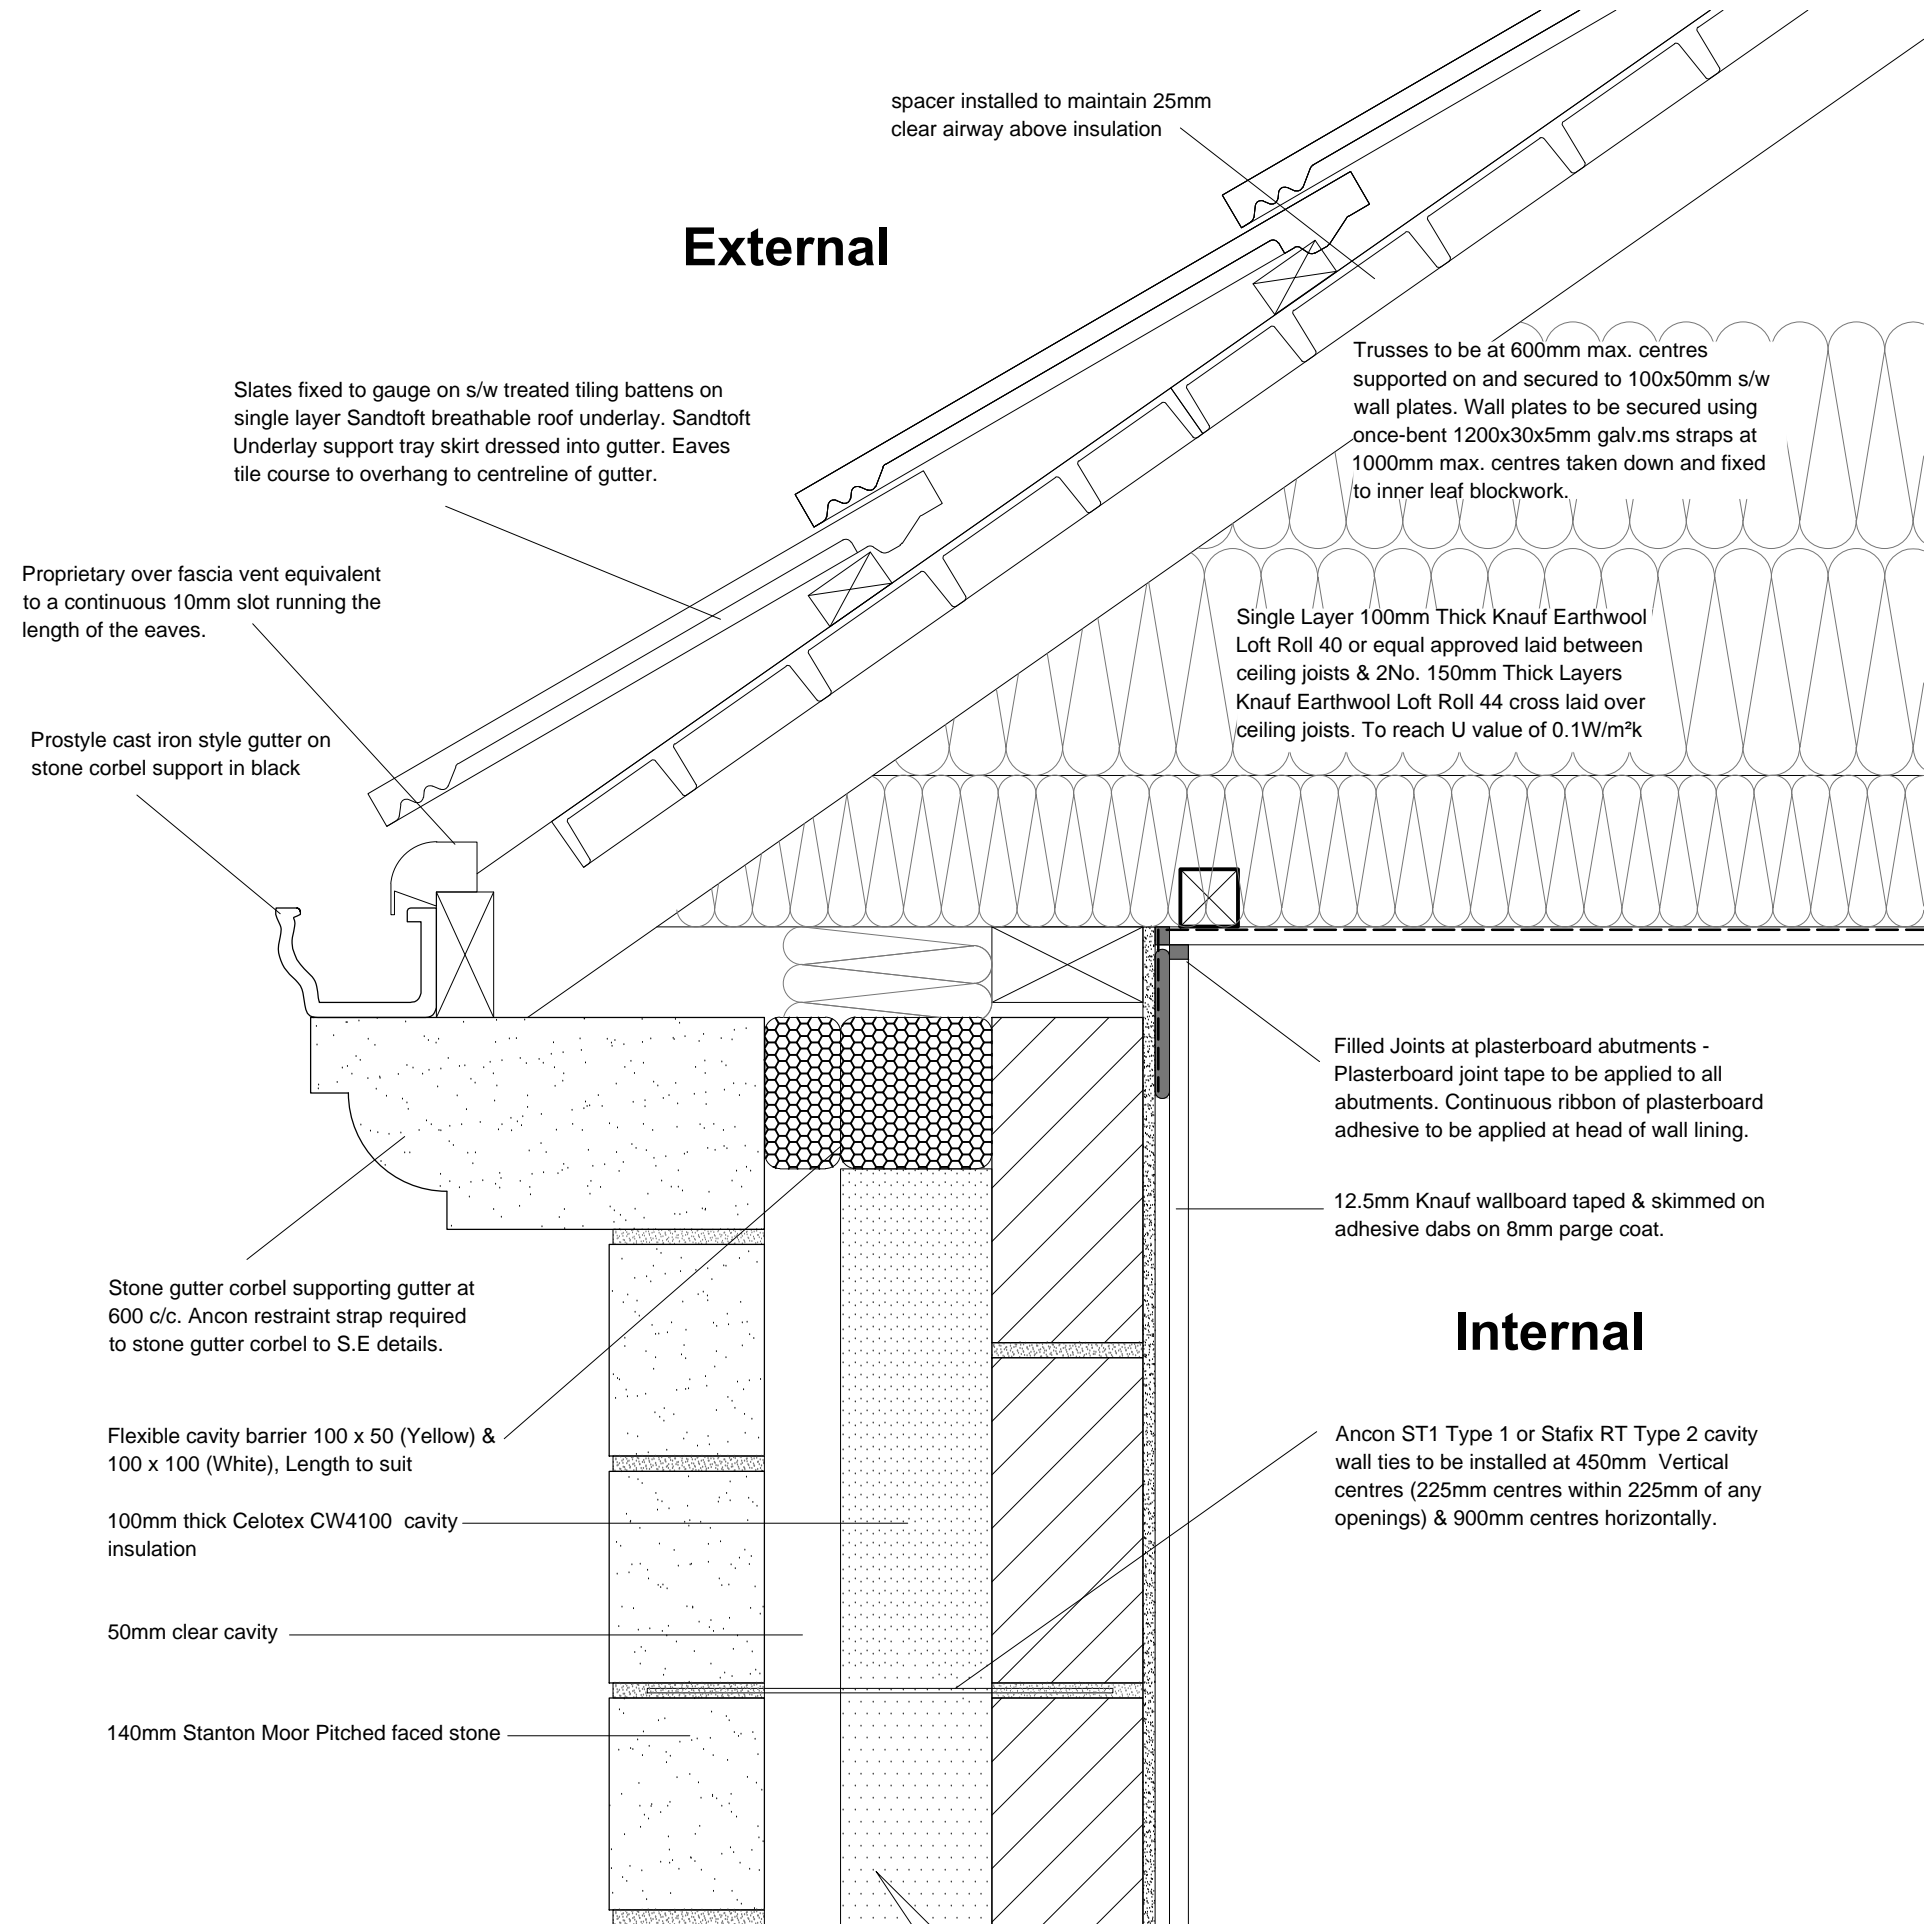 spacer installed to maintain 25mm
clear airway above insulation
External
Trusses to be at 600mm max. centres
supported on and secured to 100x50mm s/w
wall plates. Wall plates to be secured using
once-bent 1200x30x5mm galv.ms straps at
1000mm max. centres taken down and fixed
to inner leaf blockwork.
Slates fixed to gauge on s/w treated tiling battens on
single layer Sandtoft breathable roof underlay. Sandtoft
Underlay support tray skirt dressed into gutter. Eaves
tile course to overhang to centreline of gutter.
Proprietary over fascia vent equivalent
to a continuous 10mm slot running the
length of the eaves.
Single Layer 100mm Thick Knauf Earthwool
Loft Roll 40 or equal approved laid between
ceiling joists & 2No. 150mm Thick Layers
Knauf Earthwool Loft Roll 44 cross laid over
ceiling joists. To reach U value of 0.1W/m²k
Prostyle cast iron style gutter on
stone corbel support in black
Filled Joints at plasterboard abutments -
Plasterboard joint tape to be applied to all
abutments. Continuous ribbon of plasterboard
adhesive to be applied at head of wall lining.
12.5mm Knauf wallboard taped & skimmed on
adhesive dabs on 8mm parge coat.
Stone gutter corbel supporting gutter at
600 c/c. Ancon restraint strap required
to stone gutter corbel to S.E details.
Internal
Flexible cavity barrier 100 x 50 (Yellow) &
100 x 100 (White), Length to suit
Ancon ST1 Type 1 or Stafix RT Type 2 cavity
wall ties to be installed at 450mm  Vertical
centres (225mm centres within 225mm of any
openings) & 900mm centres horizontally.
100mm thick Celotex CW4100  cavity
insulation
50mm clear cavity
140mm Stanton Moor Pitched faced stone